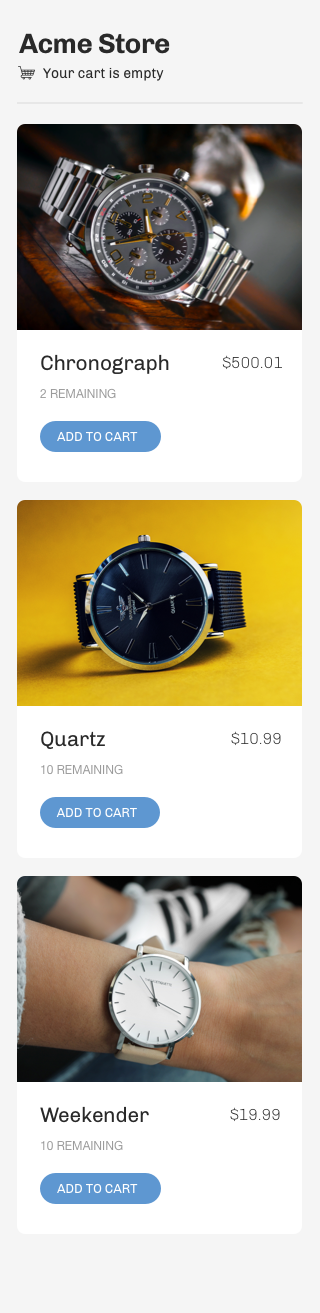 Acme Store
Your cart is empty
Chronograph $500.01
2 REMAINING
ADD TO CART
QUARTZ
Quartz $10.99
10 REMAINING
ADD TO CART
Weekender $19.99
10 REMAINING
ADD TO CART